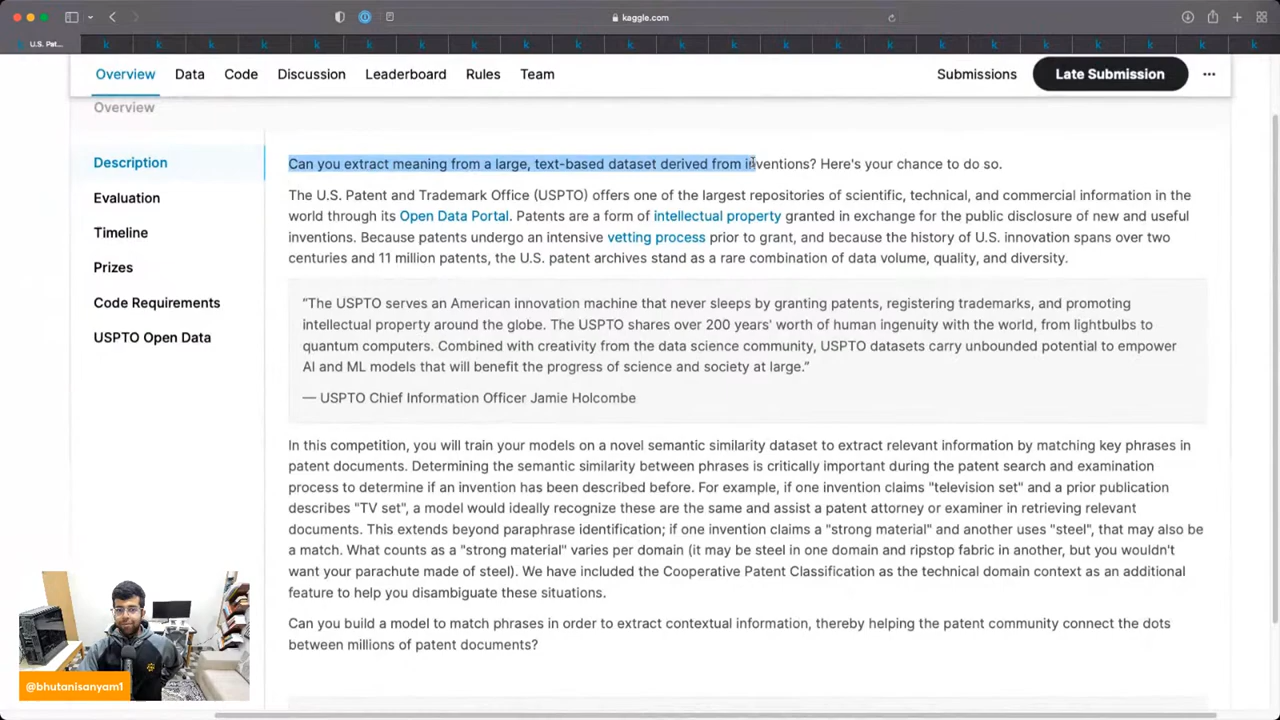 kaggle.com
U.S. Pat...
Overview Data Code Discussion Leaderboard Rules Team Submissions Late Submission
Overview
Description
Evaluation
Timeline
Prizes
Code Requirements
USPTO Open Data
Can you extract meaning from a large, text-based dataset derived from inventions? Here's your chance to do so.
The U.S. Patent and Trademark Office (USPTO) offers one of the largest repositories of scientific, technical, and commercial information in the
world through its Open Data Portal. Patents are a form of intellectual property granted in exchange for the public disclosure of new and useful
inventions. Because patents undergo an intensive vetting process prior to grant, and because the history of U.S. innovation spans over two
centuries and 11 million patents, the U.S. patent archives stand as a rare combination of data volume, quality, and diversity.
"The USPTO serves an American innovation machine that never sleeps by granting patents, registering trademarks, and promoting
intellectual property around the globe. The USPTO shares over 200 years' worth of human ingenuity with the world, from lightbulbs to
quantum computers. Combined with creativity from the data science community, USPTO datasets carry unbounded potential to empower
AI and ML models that will benefit the progress of science and society at large."
— USPTO Chief Information Officer Jamie Holcombe
In this competition, you will train your models on a novel semantic similarity dataset to extract relevant information by matching key phrases in
patent documents. Determining the semantic similarity between phrases is critically important during the patent search and examination
process to determine if an invention has been described before. For example, if one invention claims "television set" and a prior publication
describes "TV set", a model would ideally recognize these are the same and assist a patent attorney or examiner in retrieving relevant
documents. This extends beyond paraphrase identification; if one invention claims a "strong material" and another uses "steel", that may also be
a match. What counts as a "strong material" varies per domain (it may be steel in one domain and ripstop fabric in another, but you wouldn't
want your parachute made of steel). We have included the Cooperative Patent Classification as the technical domain context as an additional
feature to help you disambiguate these situations.
Can you build a model to match phrases in order to extract contextual information, thereby helping the patent community connect the dots
between millions of patent documents?
@bhutanisanyam1